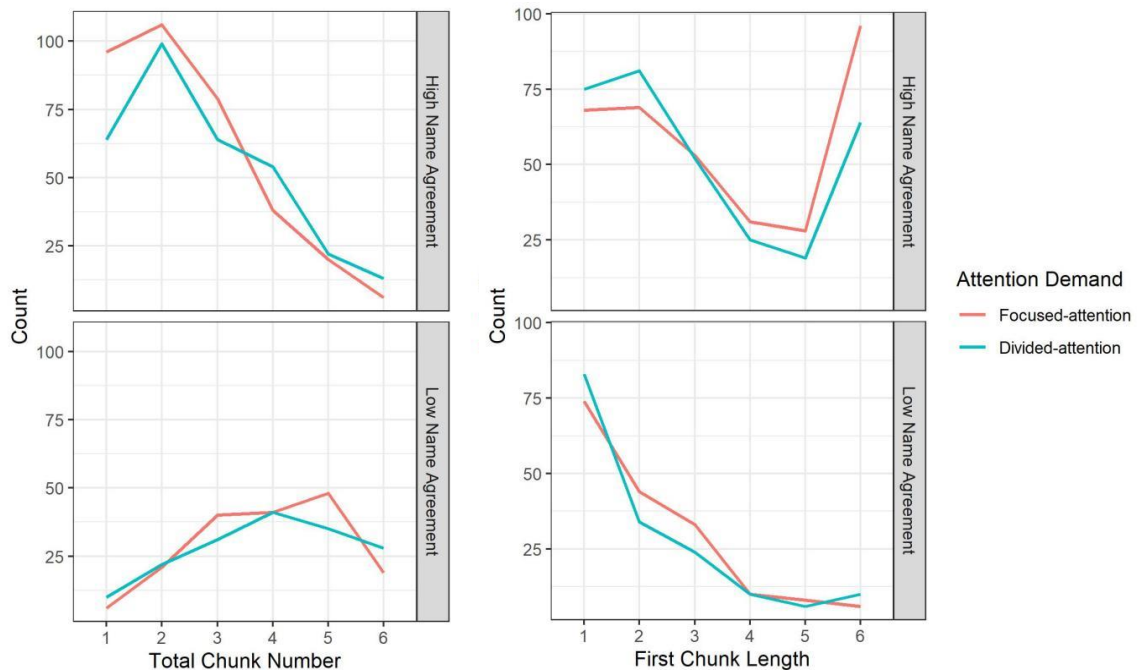 Count
100
75
50
25
High Name Agreement
100
75
50
25
Low Name Agreement
1 2 3 4 5 6
Total Chunk Number
Count
100
75
50
25
High Name Agreement
100
75
50
25
Low Name Agreement
1 2 3 4 5 6
First Chunk Length
Attention Demand
Focused-attention
Divided-attention